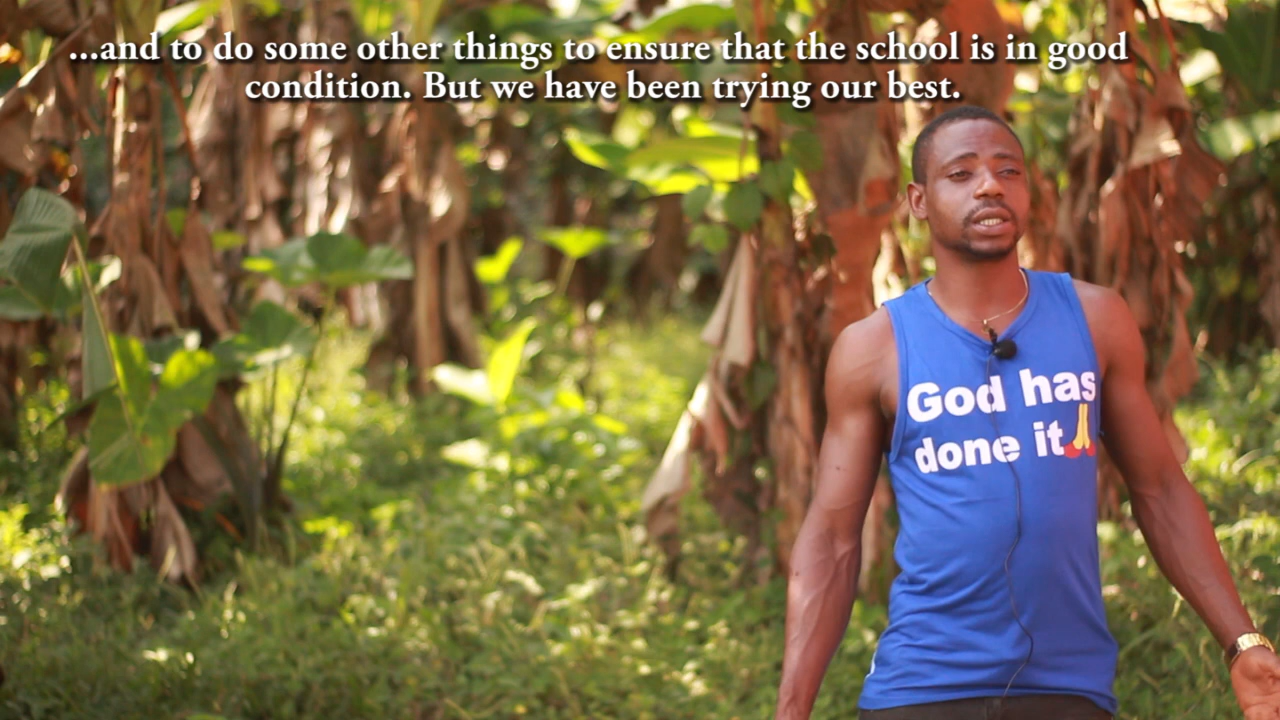 ...and to do some other things to ensure that the school is in good
condition. But we have been trying our best.
God has
done it🙏